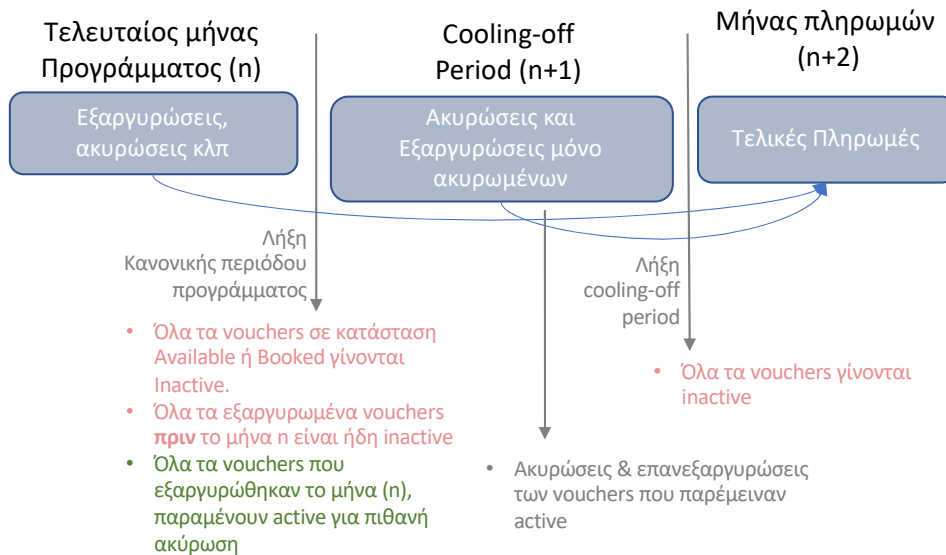 Τελευταίος μήνας
Προγράμματος (n)
Cooling-off
Period (n+1)
Μήνας πληρωμών
(n+2)
Εξαργυρώσεις,
ακυρώσεις κλπ
Ακυρώσεις και
Εξαργυρώσεις μόνο
ακυρωμένων
Τελικές Πληρωμές
Λήξη
Κανονικής περιόδου
προγράμματος
Λήξη
cooling-off
period
• Όλα τα vouchers σε κατάσταση
Available ή Booked γίνονται
Inactive.
• Όλα τα εξαργυρωμένα vouchers
πριν το μήνα n είναι ήδη inactive
• Όλα τα vouchers που
εξαργυρώθηκαν το μήνα (n),
παραμένουν active για πιθανή
ακύρωση
• Ακυρώσεις & επανεξαργυρώσεις
των vouchers που παρέμειναν
active
• Όλα τα vouchers γίνονται
inactive